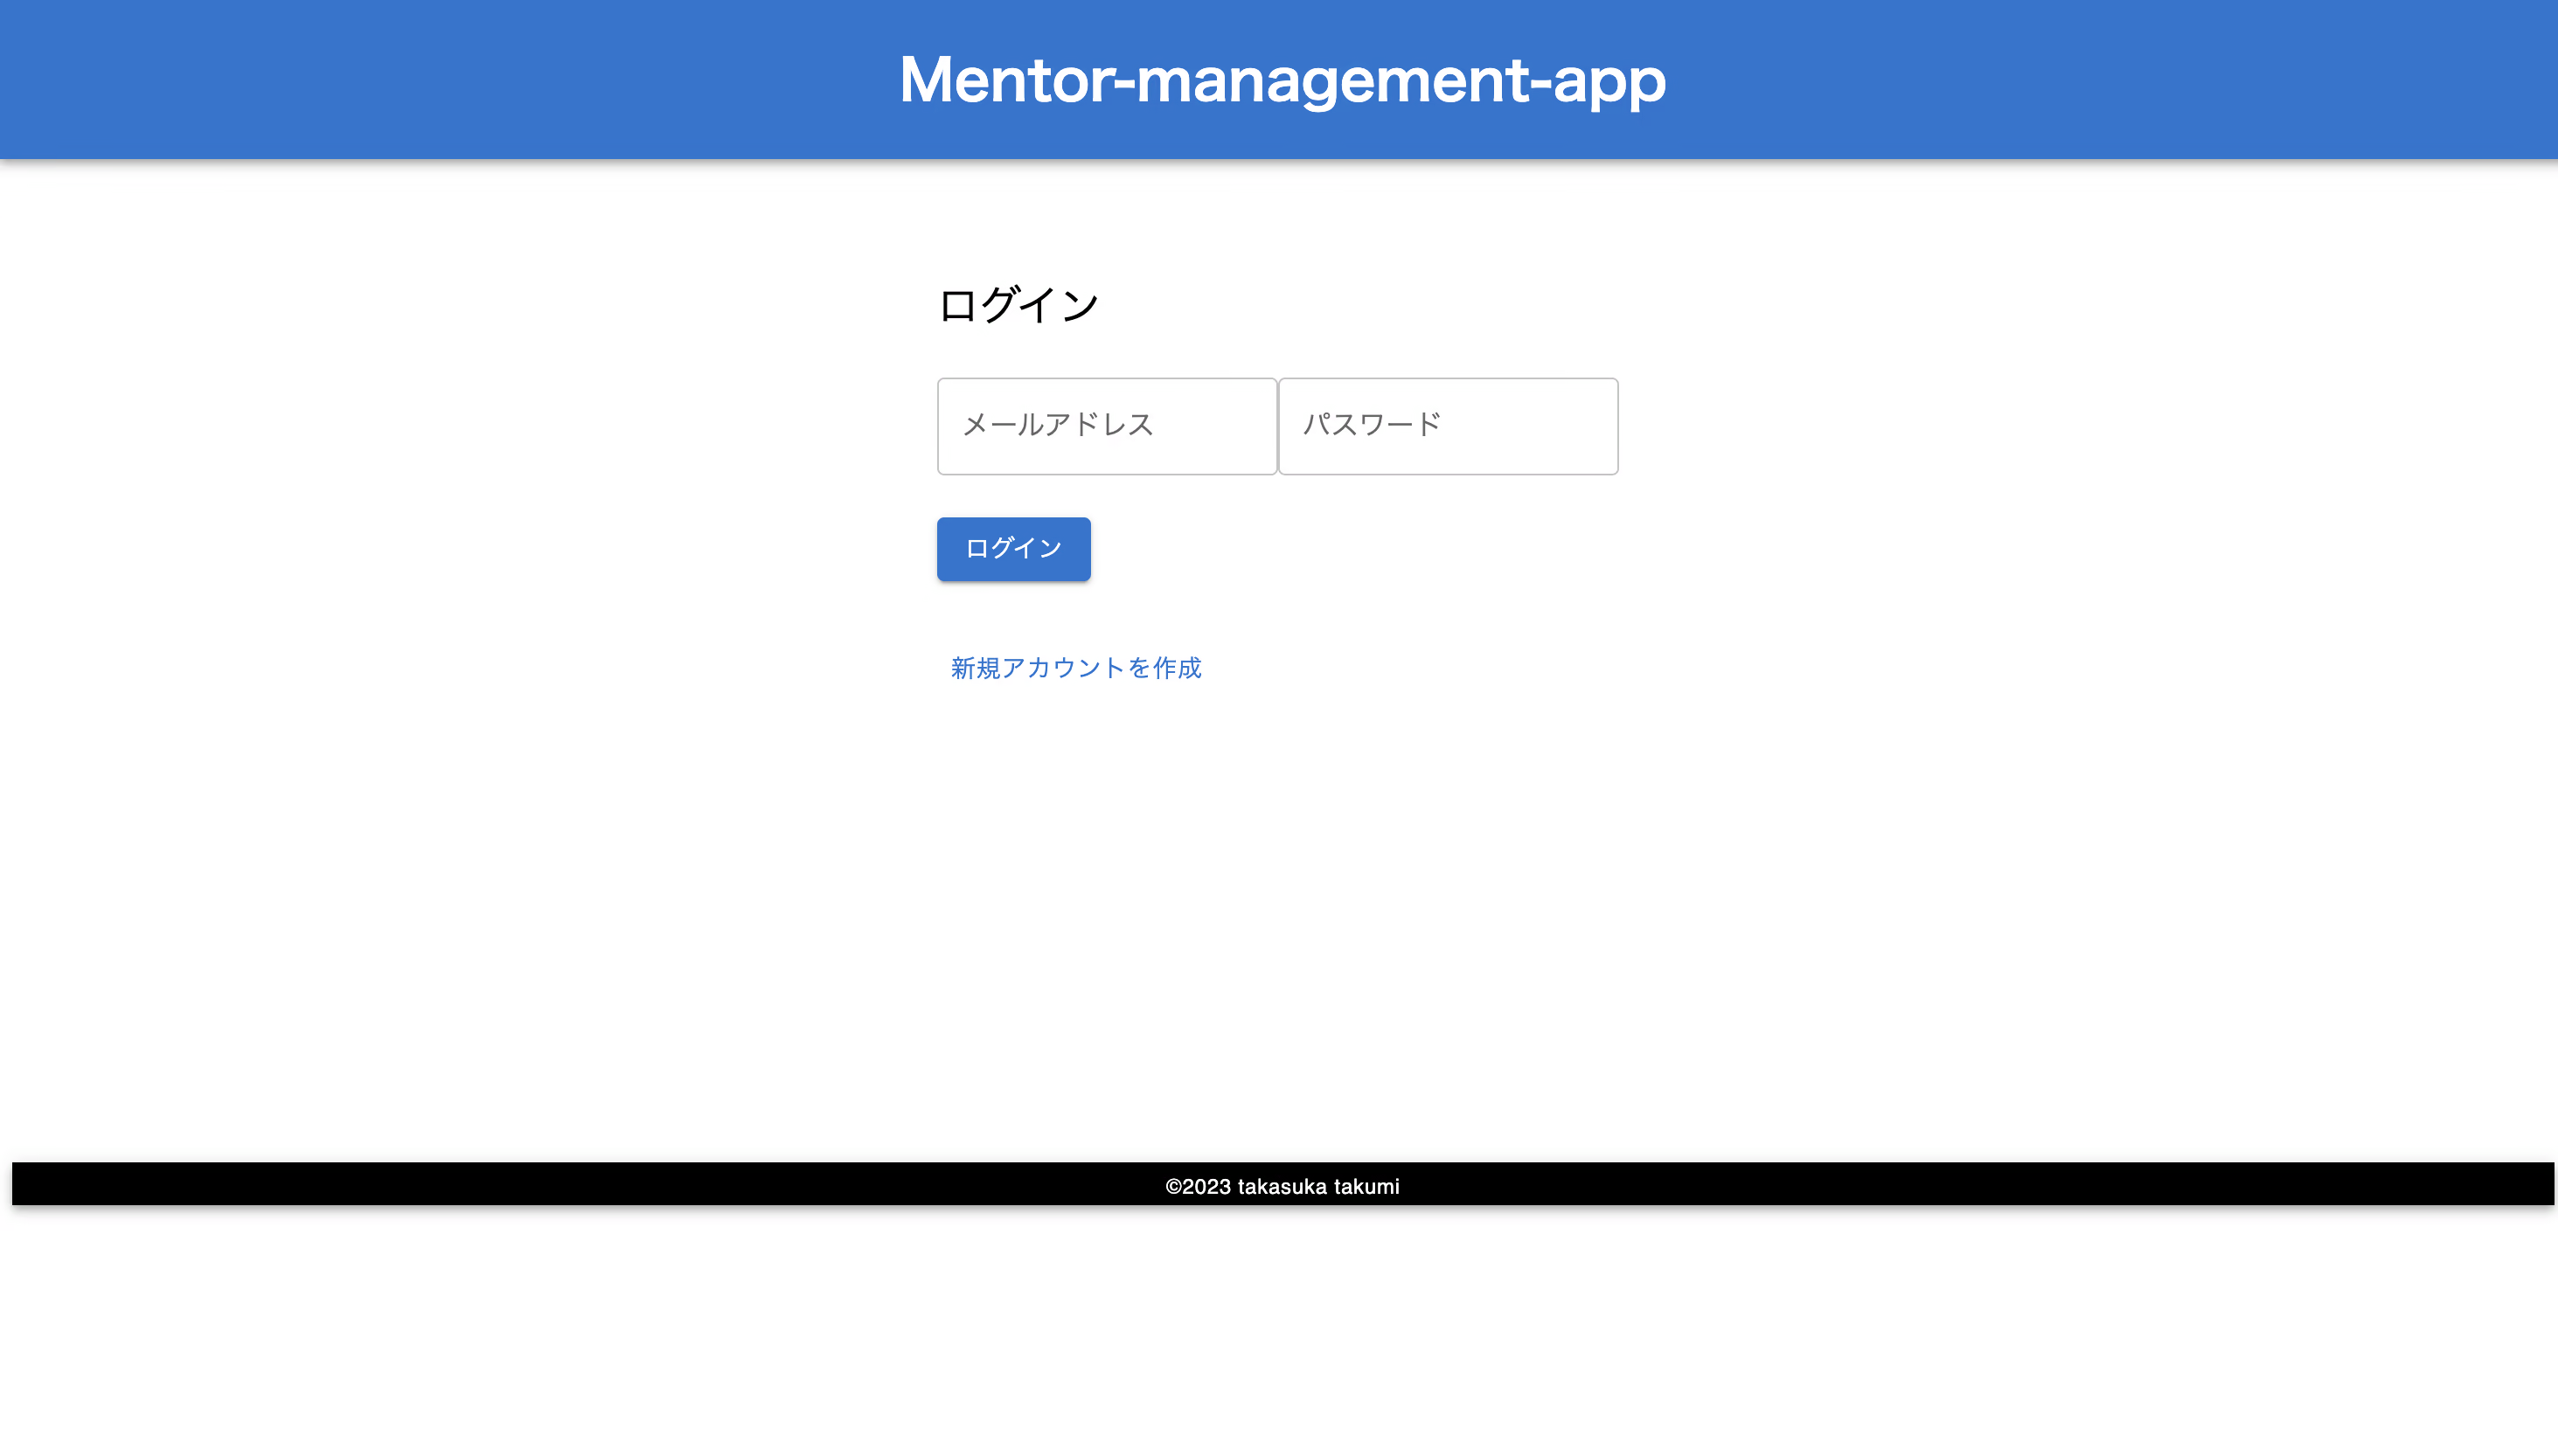 Mentor-management-app
ログイン
メールアドレス
パスワード
ログイン
新規アカウントを作成
©2023 takasuka takumi